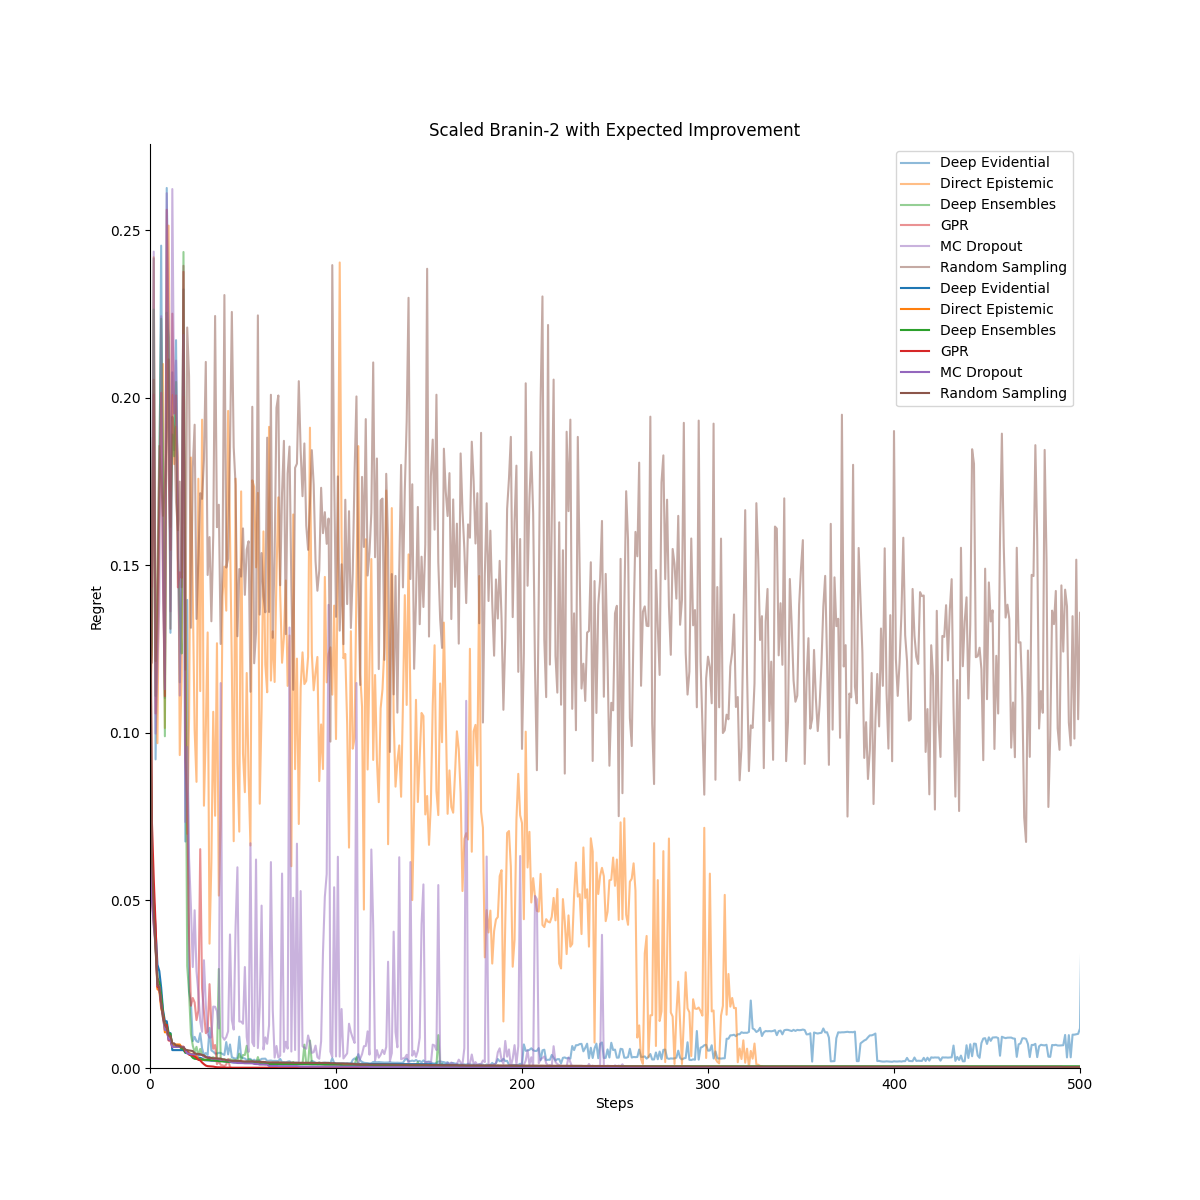 Scaled Branin-2 with Expected Improvement
Deep Evidential
Direct Epistemic
Deep Ensembles
GPR
MC Dropout
Random Sampling
Deep Evidential
Direct Epistemic
Deep Ensembles
GPR
MC Dropout
Random Sampling
0.25
0.20
0.15
0.10
0.05
0.00
Regret
0 100 200 300 400 500
Steps